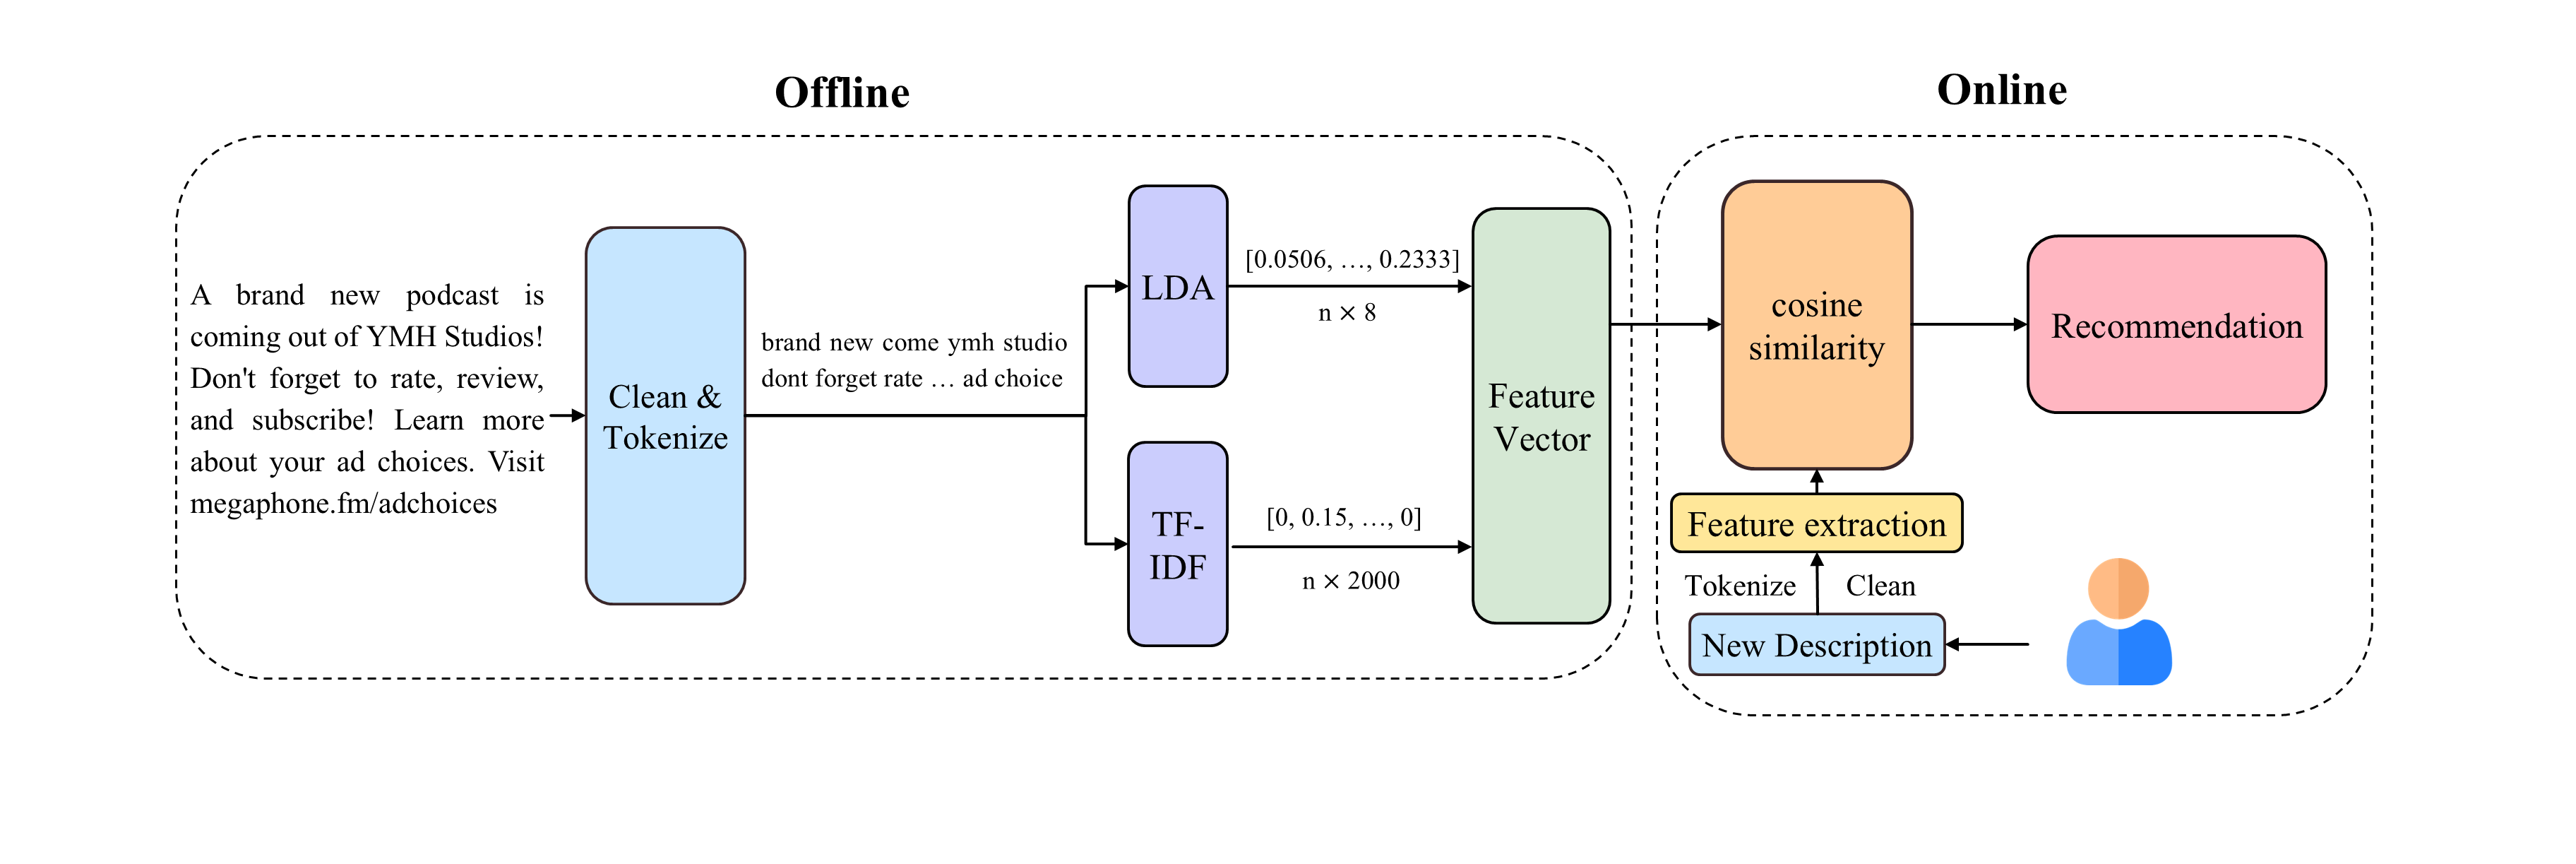 Offline
A brand new podcast is
coming out of YMH Studios!
Don't forget to rate, review,
and subscribe! Learn more
about your ad choices. Visit
megaphone.fm/adchoices
Clean &
Tokenize
brand new come ymh studio
dont forget rate … ad choice
LDA
[0.0506, …, 0.2333]
n × 8
TF-
IDF
[0, 0.15, …, 0]
n × 2000
Feature
Vector
Online
cosine
similarity
Recommendation
Feature extraction
Tokenize Clean
New Description